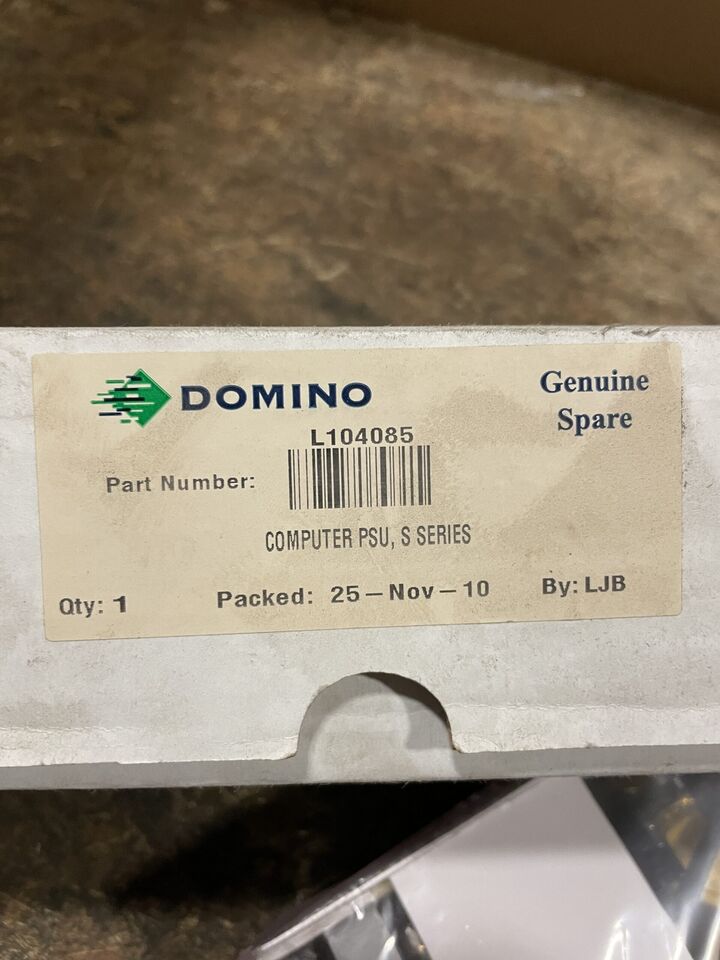 DOMINO
Genuine
Spare
L104085
Part Number:
COMPUTER PSU, S SERIES
Qty: 1 Packed: 25-Nov-10 By: LJB